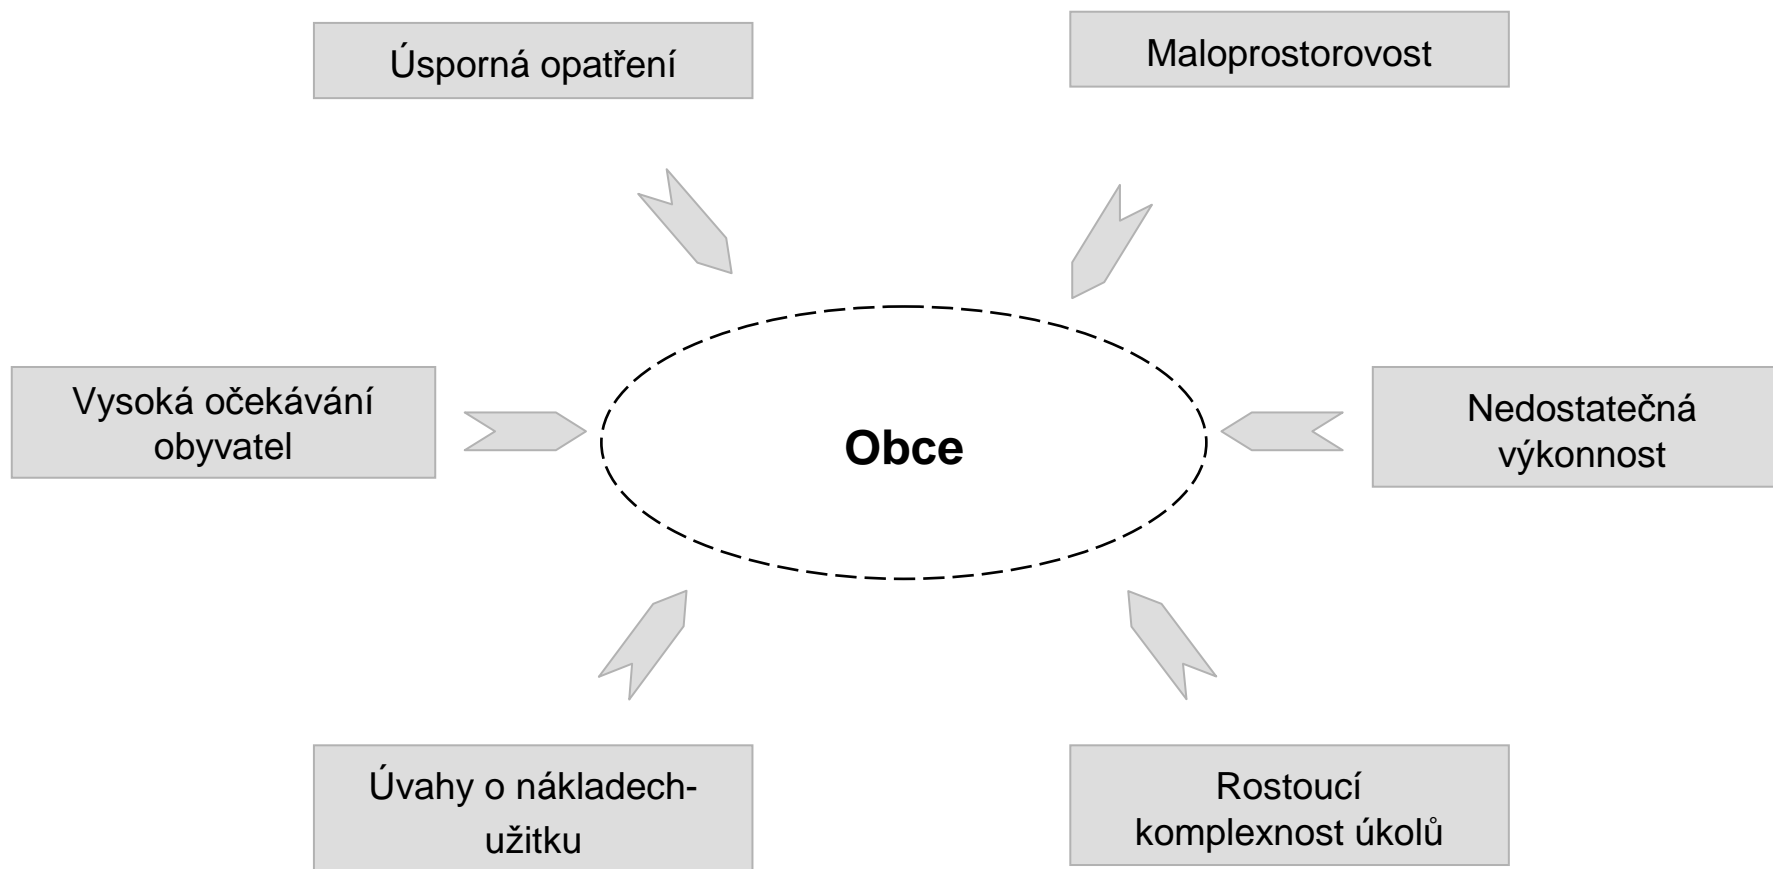 Úsporná opatření
Maloprostorovost
Vysoká očekávání
obyvatel
Obce
Nedostatečná
výkonnost
Úvahy o nákladech-
užitku
Rostoucí
komplexnost úkolů